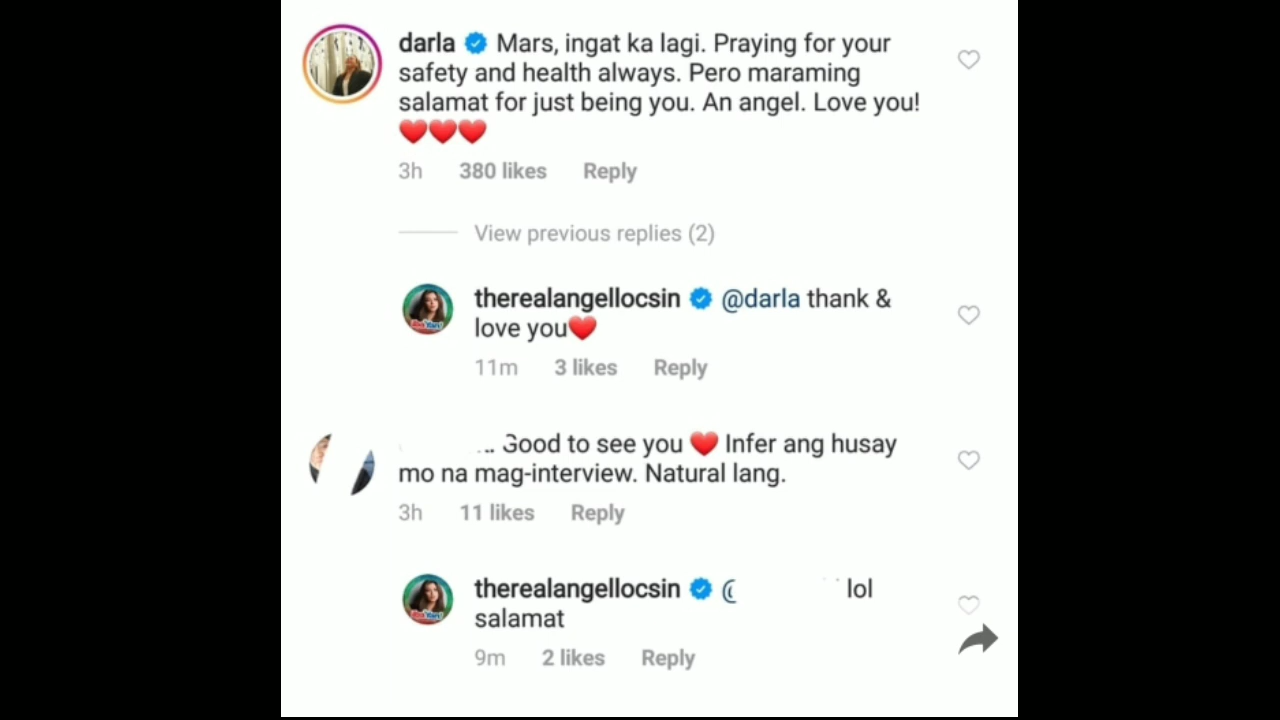 darla Mars, ingat ka lagi. Praying for your
safety and health always. Pero maraming
salamat for just being you. An angel. Love you!
❤️❤️❤️
3h 380 likes Reply
View previous replies (2)
therealangellocsin @darla thank &
love you❤️
11m 3 likes Reply
Good to see you ❤️ Infer ang husay
mo na mag-interview. Natural lang.
3h 11 likes Reply
therealangellocsin @ lol
salamat
9m 2 likes Reply